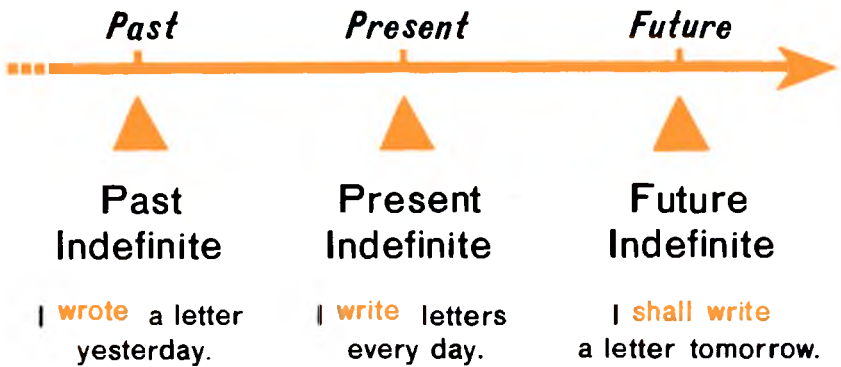 Past Present Future
Past Present Future
Indefinite Indefinite Indefinite
I wrote a letter I write letters I shall write
yesterday. every day. a letter tomorrow.